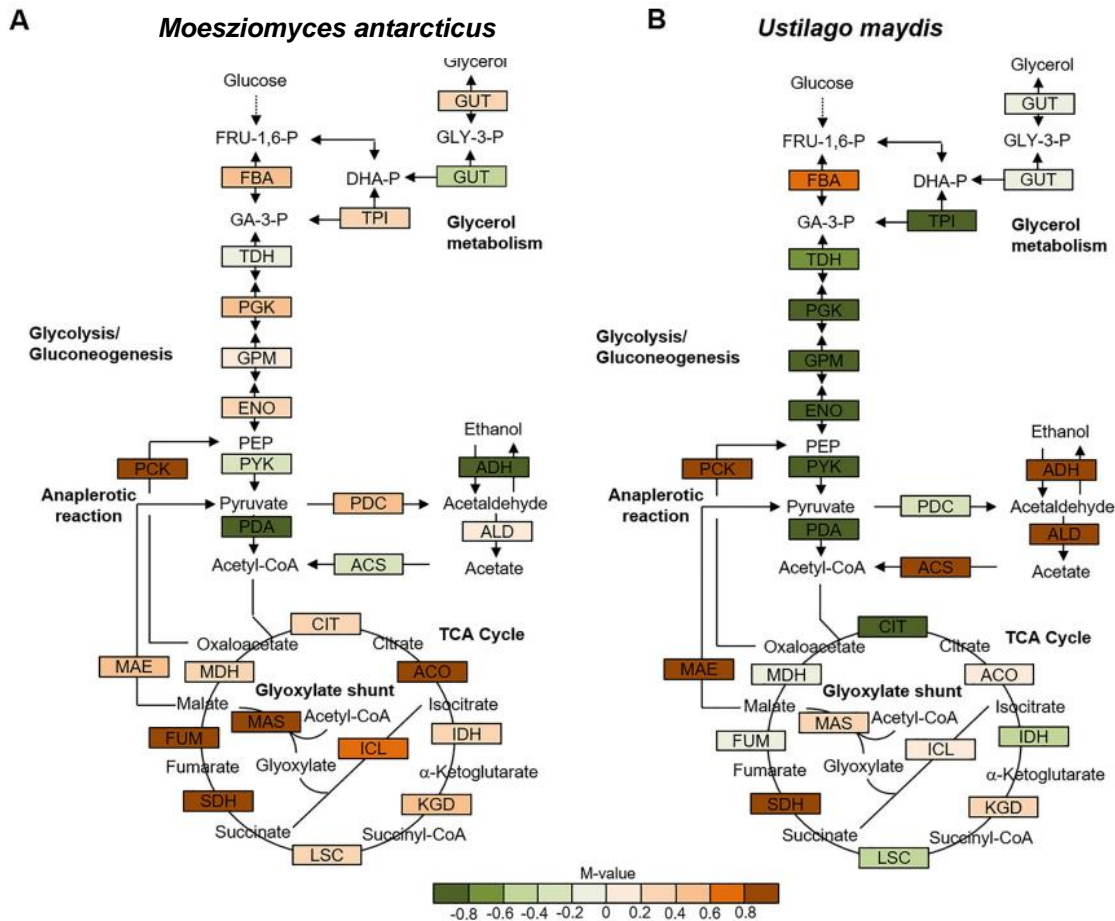 A
Moesziomyces antarcticus
Glycerol
Glucose
GUT
FRU-1,6-P
GLY-3-P
FBA
DHA-P
GUT
GA-3-P
TPI
Glycerol
metabolism
TDH
PGK
Glycolysis/
Gluconeogenesis
GPM
ENO
PEP
Ethanol
PCK
PYK
ADH
Anaplerotic
reaction
Pyruvate
PDC
Acetaldehyde
PDA
ALD
Acetyl-CoA
ACS
Acetate
CIT
TCA Cycle
Oxaloacetate
Citrate
MAE
MDH
ACO
Glyoxylate shunt
Malate
Isocitrate
MAS
Acetyl-CoA
FUM
ICL
IDH
Glyoxylate
Fumarate
α-Ketoglutarate
SDH
KGD
Succinate
Succinyl-CoA
LSC
B
Ustilago maydis
Glycerol
Glucose
GUT
FRU-1,6-P
GLY-3-P
FBA
DHA-P
GUT
GA-3-P
TPI
Glycerol
metabolism
TDH
PGK
Glycolysis/
Gluconeogenesis
GPM
ENO
PEP
Ethanol
PCK
PYK
ADH
Anaplerotic
reaction
Pyruvate
PDC
Acetaldehyde
PDA
ALD
Acetyl-CoA
ACS
Acetate
CIT
TCA Cycle
Oxaloacetate
Citrate
MAE
MDH
ACO
Glyoxylate shunt
Malate
Isocitrate
MAS
Acetyl-CoA
FUM
ICL
IDH
Glyoxylate
Fumarate
α-Ketoglutarate
SDH
KGD
Succinate
Succinyl-CoA
LSC
M-value
-0.8 -0.6 -0.4 -0.2 0 0.2 0.4 0.6 0.8